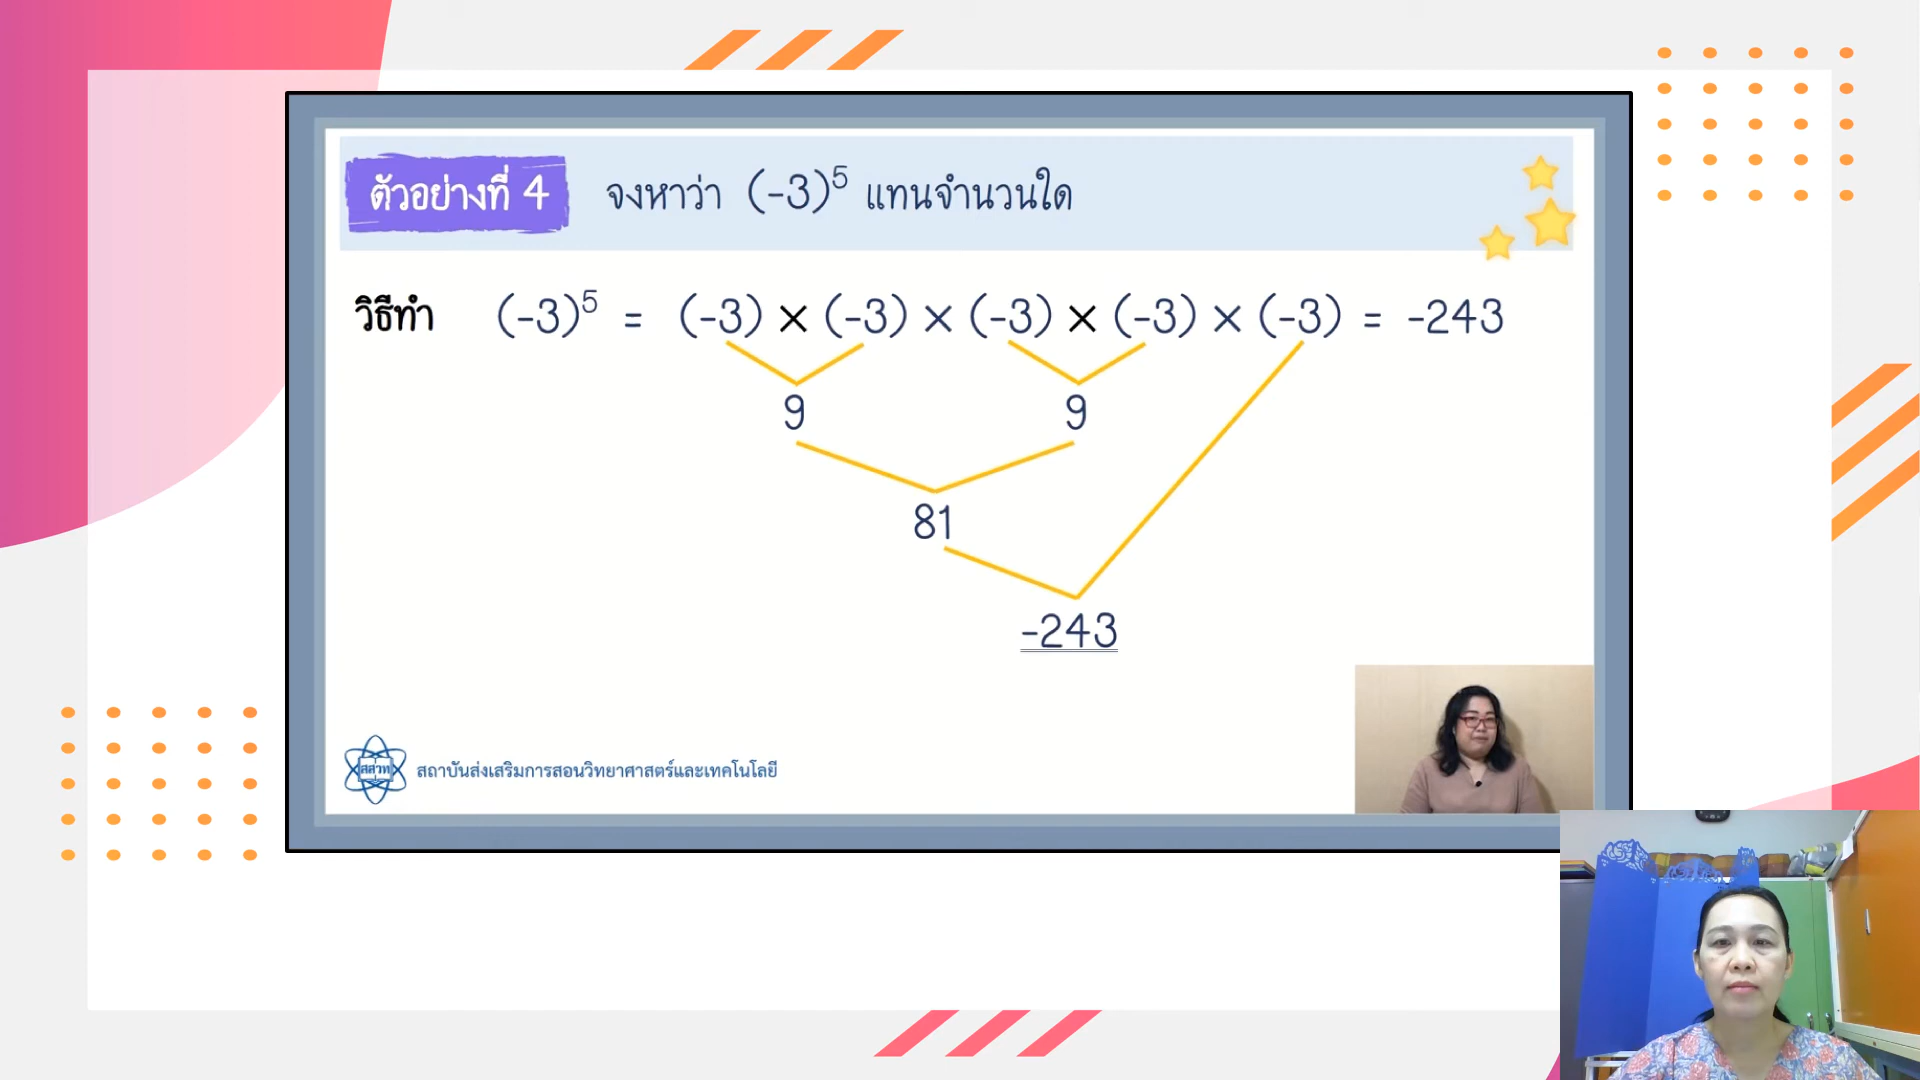 ตัวอย่างที่ 4 จงหาว่า (-3)⁵ แทนจำนวนใด
วิธีทำ (-3)⁵ = (-3) × (-3) × (-3) × (-3) × (-3) = -243
9 9
81
-243
สสวท สถาบันส่งเสริมการสอนวิทยาศาสตร์และเทคโนโลยี